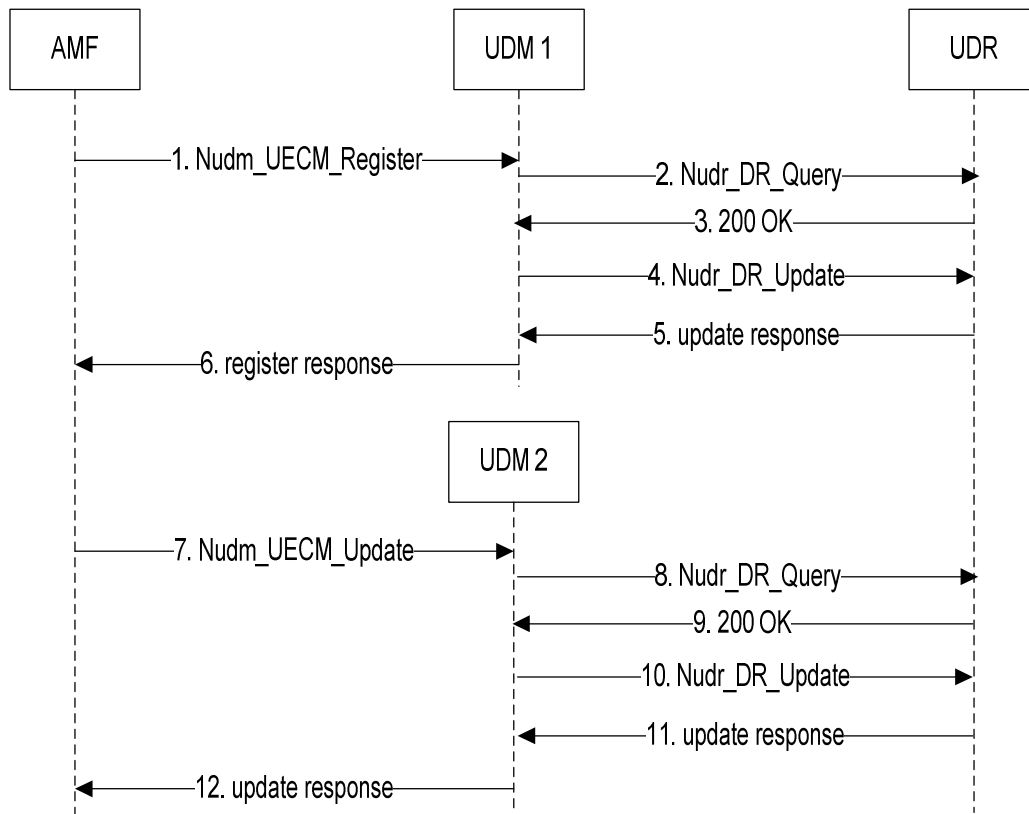 AMF
UDM 1
UDR
1. Nudm_UECM_Register
2. Nudr_DR_Query
3. 200 OK
4. Nudr_DR_Update
5. update response
6. register response
UDM 2
7. Nudm_UECM_Update
8. Nudr_DR_Query
9. 200 OK
10. Nudr_DR_Update
11. update response
12. update response